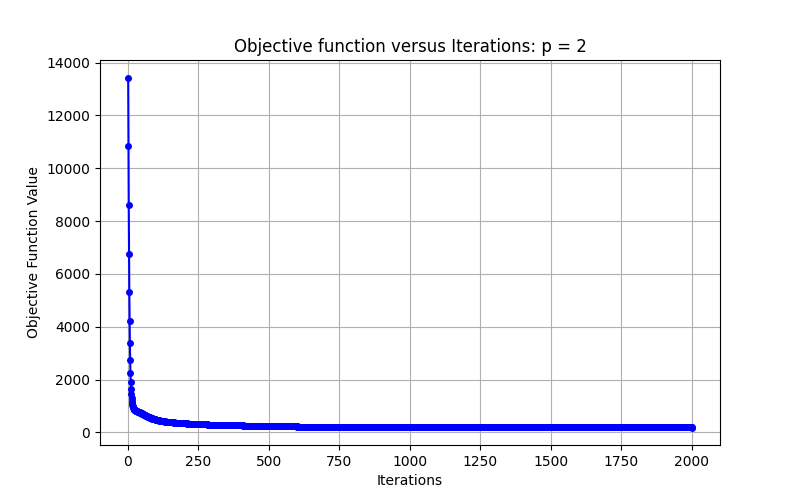 Objective function versus Iterations: p = 2
14000
12000
10000
8000
6000
4000
2000
0
Objective Function Value
0 250 500 750 1000 1250 1500 1750 2000
Iterations